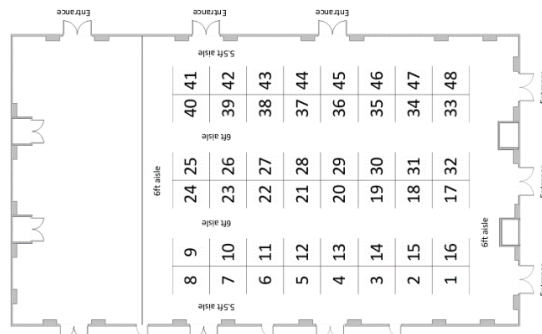 Entrance Entrance Entrance
5.5ft aisle
41 42 43 44 45 46 47 48
40 39 38 37 36 35 34 33
6ft aisle
25 26 27 28 29 30 31 32
6ft aisle
24 23 22 21 20 19 18 17
6ft aisle
6ft aisle
9 10 11 12 13 14 15 16
8 7 6 5 4 3 2 1
5.5ft aisle